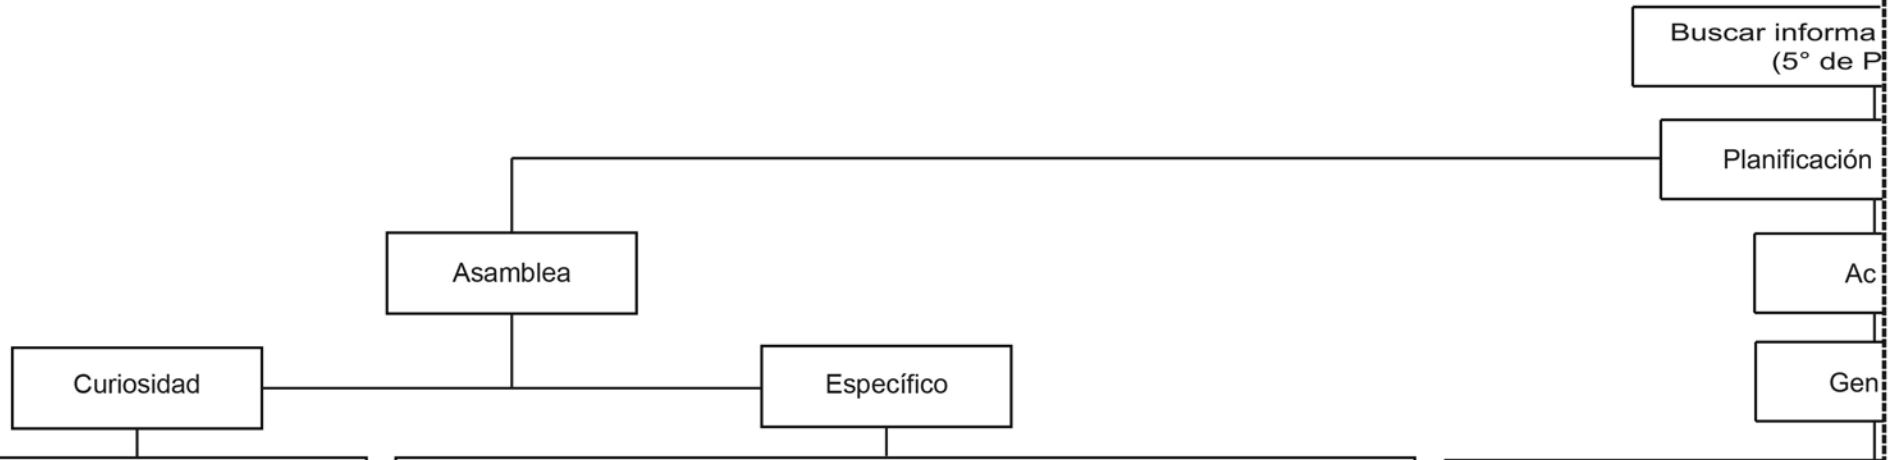 Buscar informa
(5° de P
Planificación
Asamblea
Ac
Curiosidad
Específico
Gen